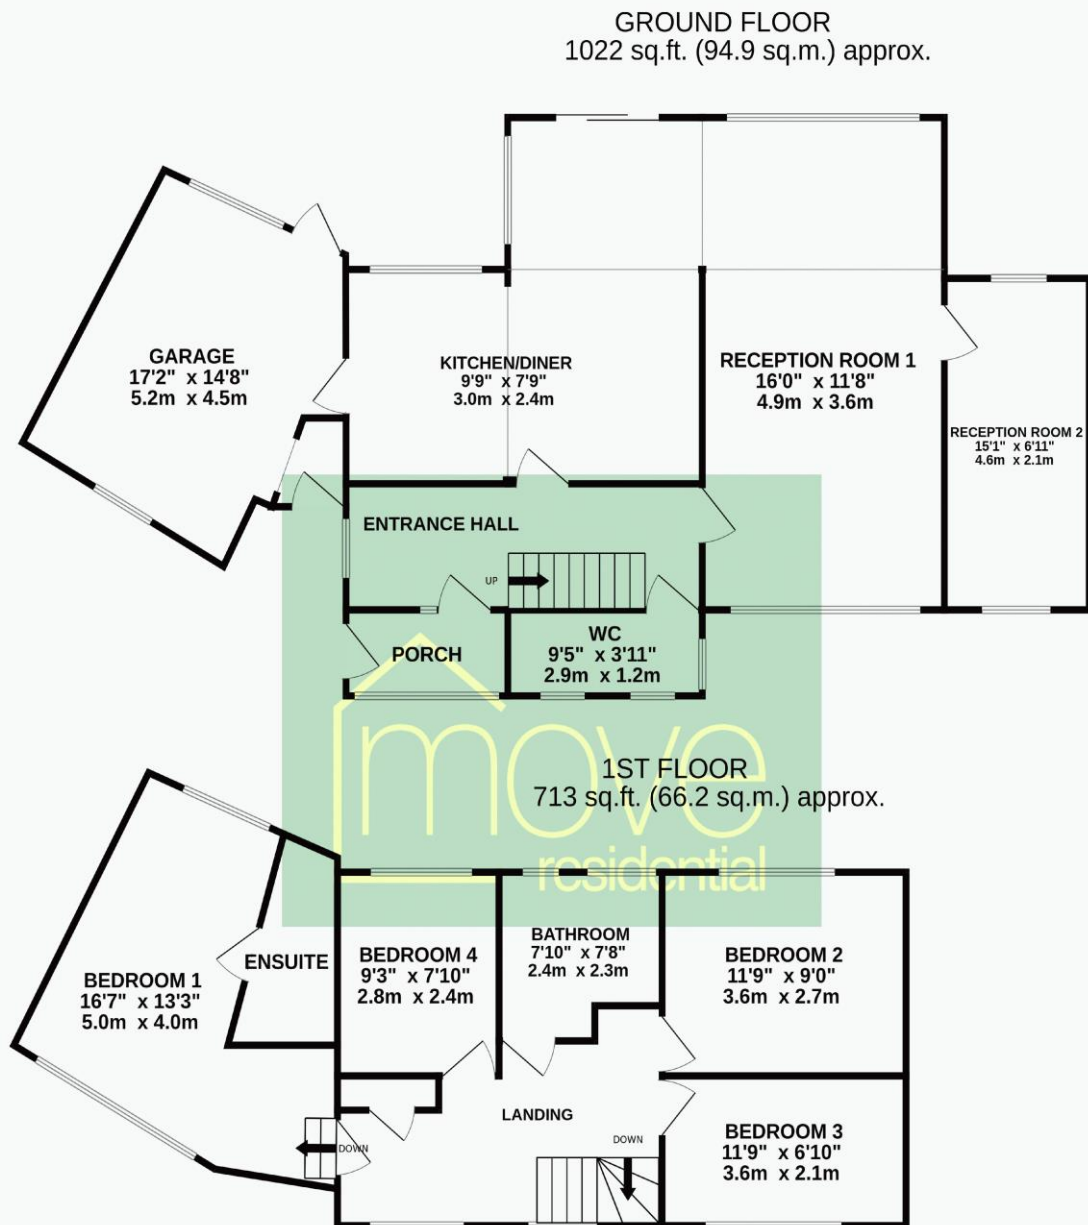 GROUND FLOOR
1022 sq.ft. (94.9 sq.m.) approx.
GARAGE
17'2" x 14'8"
5.2m x 4.5m
KITCHEN/DINER
9'9" x 7'9"
3.0m x 2.4m
RECEPTION ROOM 1
16'0" x 11'8"
4.9m x 3.6m
RECEPTION ROOM 2
15'1" x 6'11"
4.6m x 2.1m
ENTRANCE HALL
UP
PORCH
WC
9'5" x 3'11"
2.9m x 1.2m
move
residential
1ST FLOOR
713 sq.ft. (66.2 sq.m.) approx.
BEDROOM 1
16'7" x 13'3"
5.0m x 4.0m
ENSUITE
BEDROOM 4
9'3" x 7'10"
2.8m x 2.4m
BATHROOM
7'10" x 7'8"
2.4m x 2.3m
BEDROOM 2
11'9" x 9'0"
3.6m x 2.7m
LANDING
DOWN
DOWN
BEDROOM 3
11'9" x 6'10"
3.6m x 2.1m